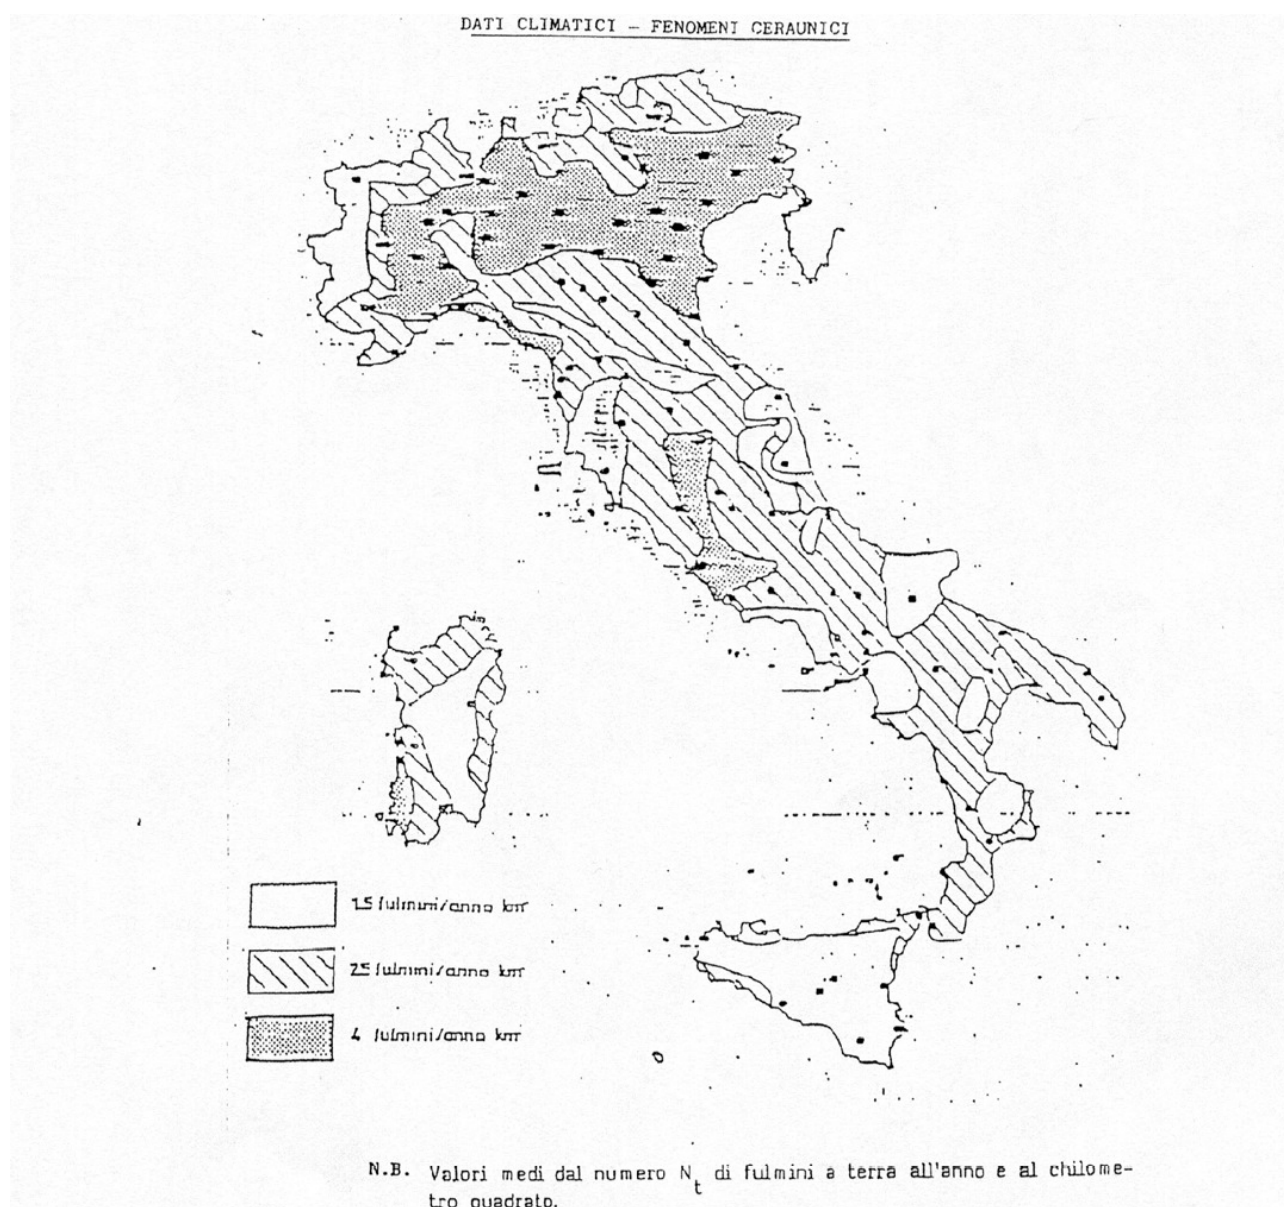 DATI CLIMATICI - FENOMENI CERAUNICI
1.5 fulmini/anno km²
2.5 fulmini/anno km²
4 fulmini/anno km²
N.B. Valori medi dal numero Nt di fulmini a terra all'anno e al chilome-
tro quadrato.